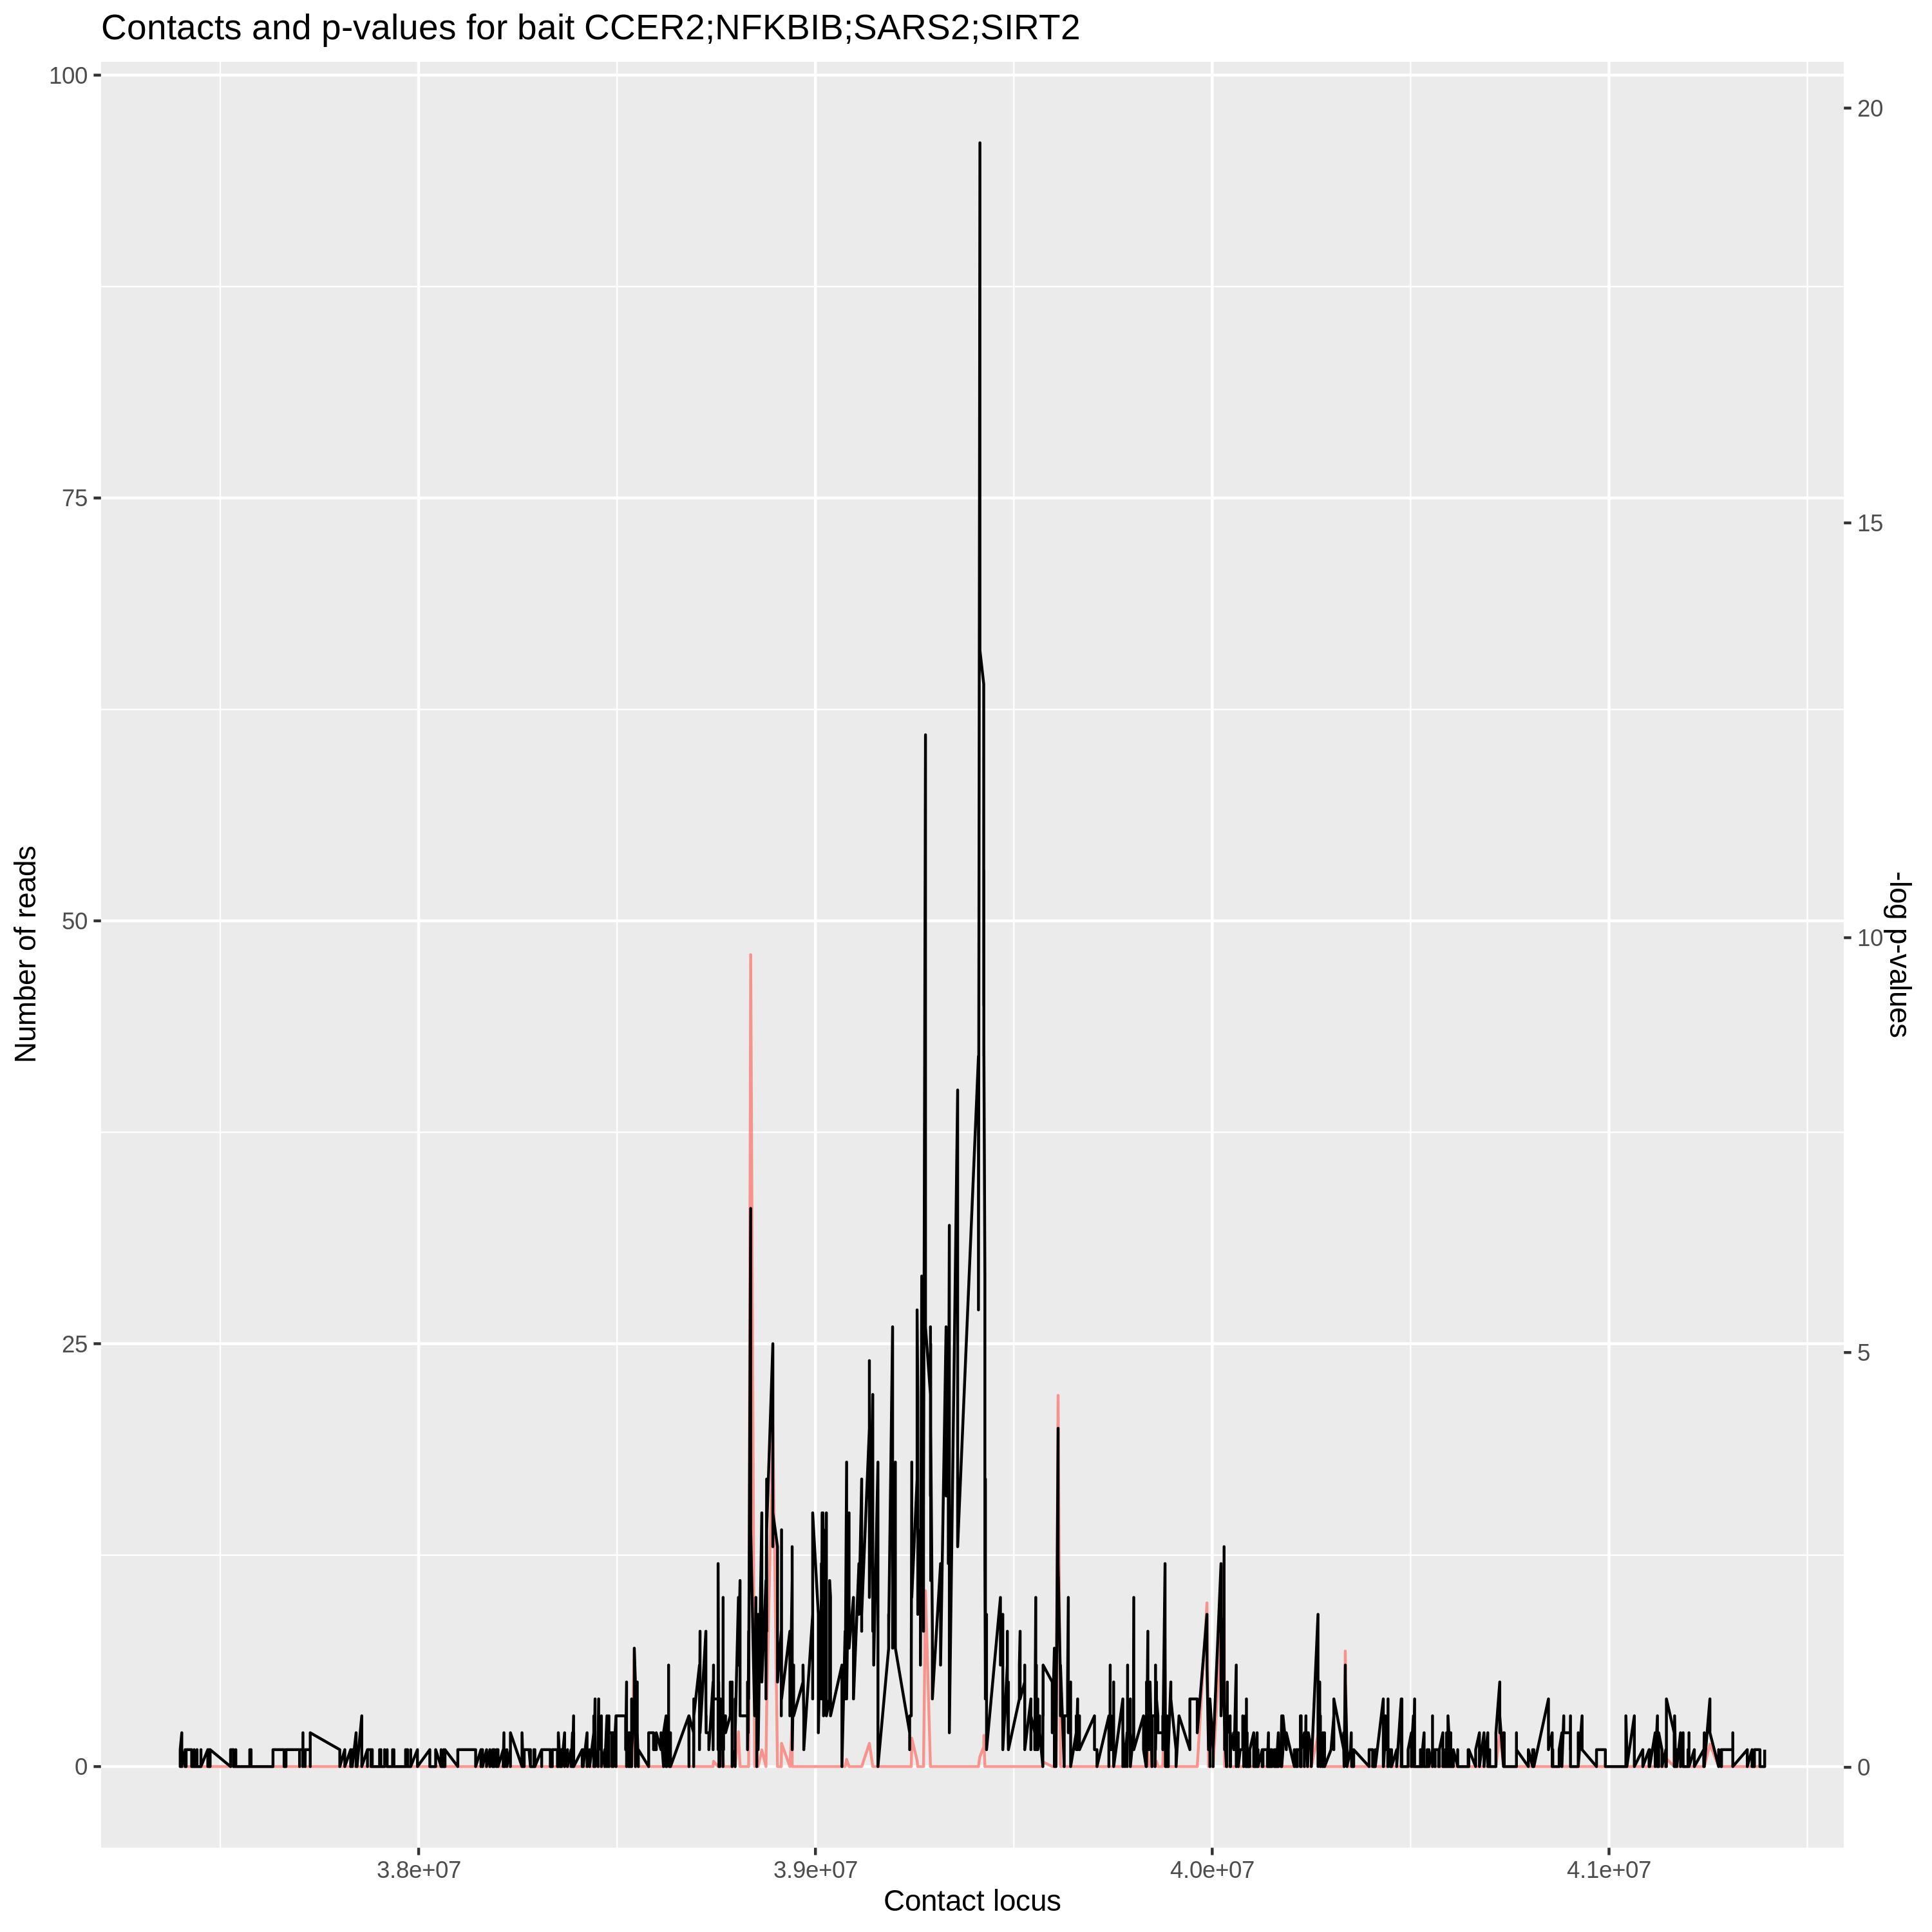 Contacts and p-values for bait CCER2;NFKBIB;SARS2;SIRT2
100
75
50
25
0
Number of reads
20
15
10
5
0
-log p-values
3.8e+07
3.9e+07
4.0e+07
4.1e+07
Contact locus